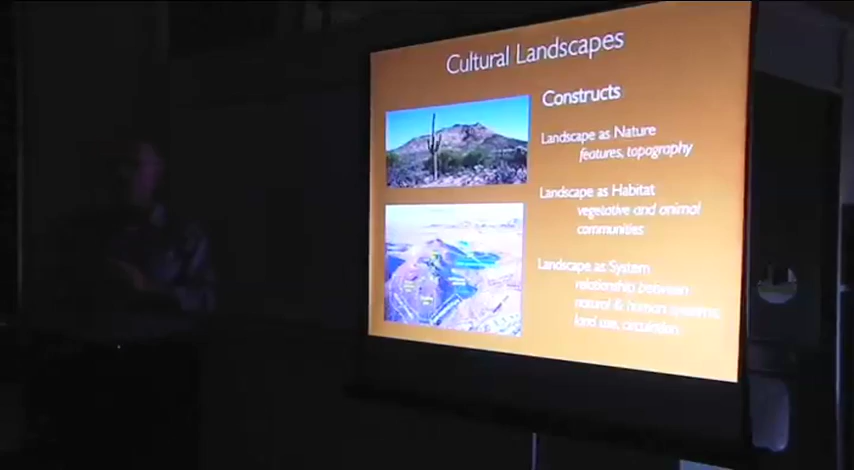 Cultural Landscapes
Constructs
Landscape as Nature
features, topography
Landscape as Habitat
vegetative and animal
communities
Landscape as System
relationship between
natural & human systems,
land use, circulation